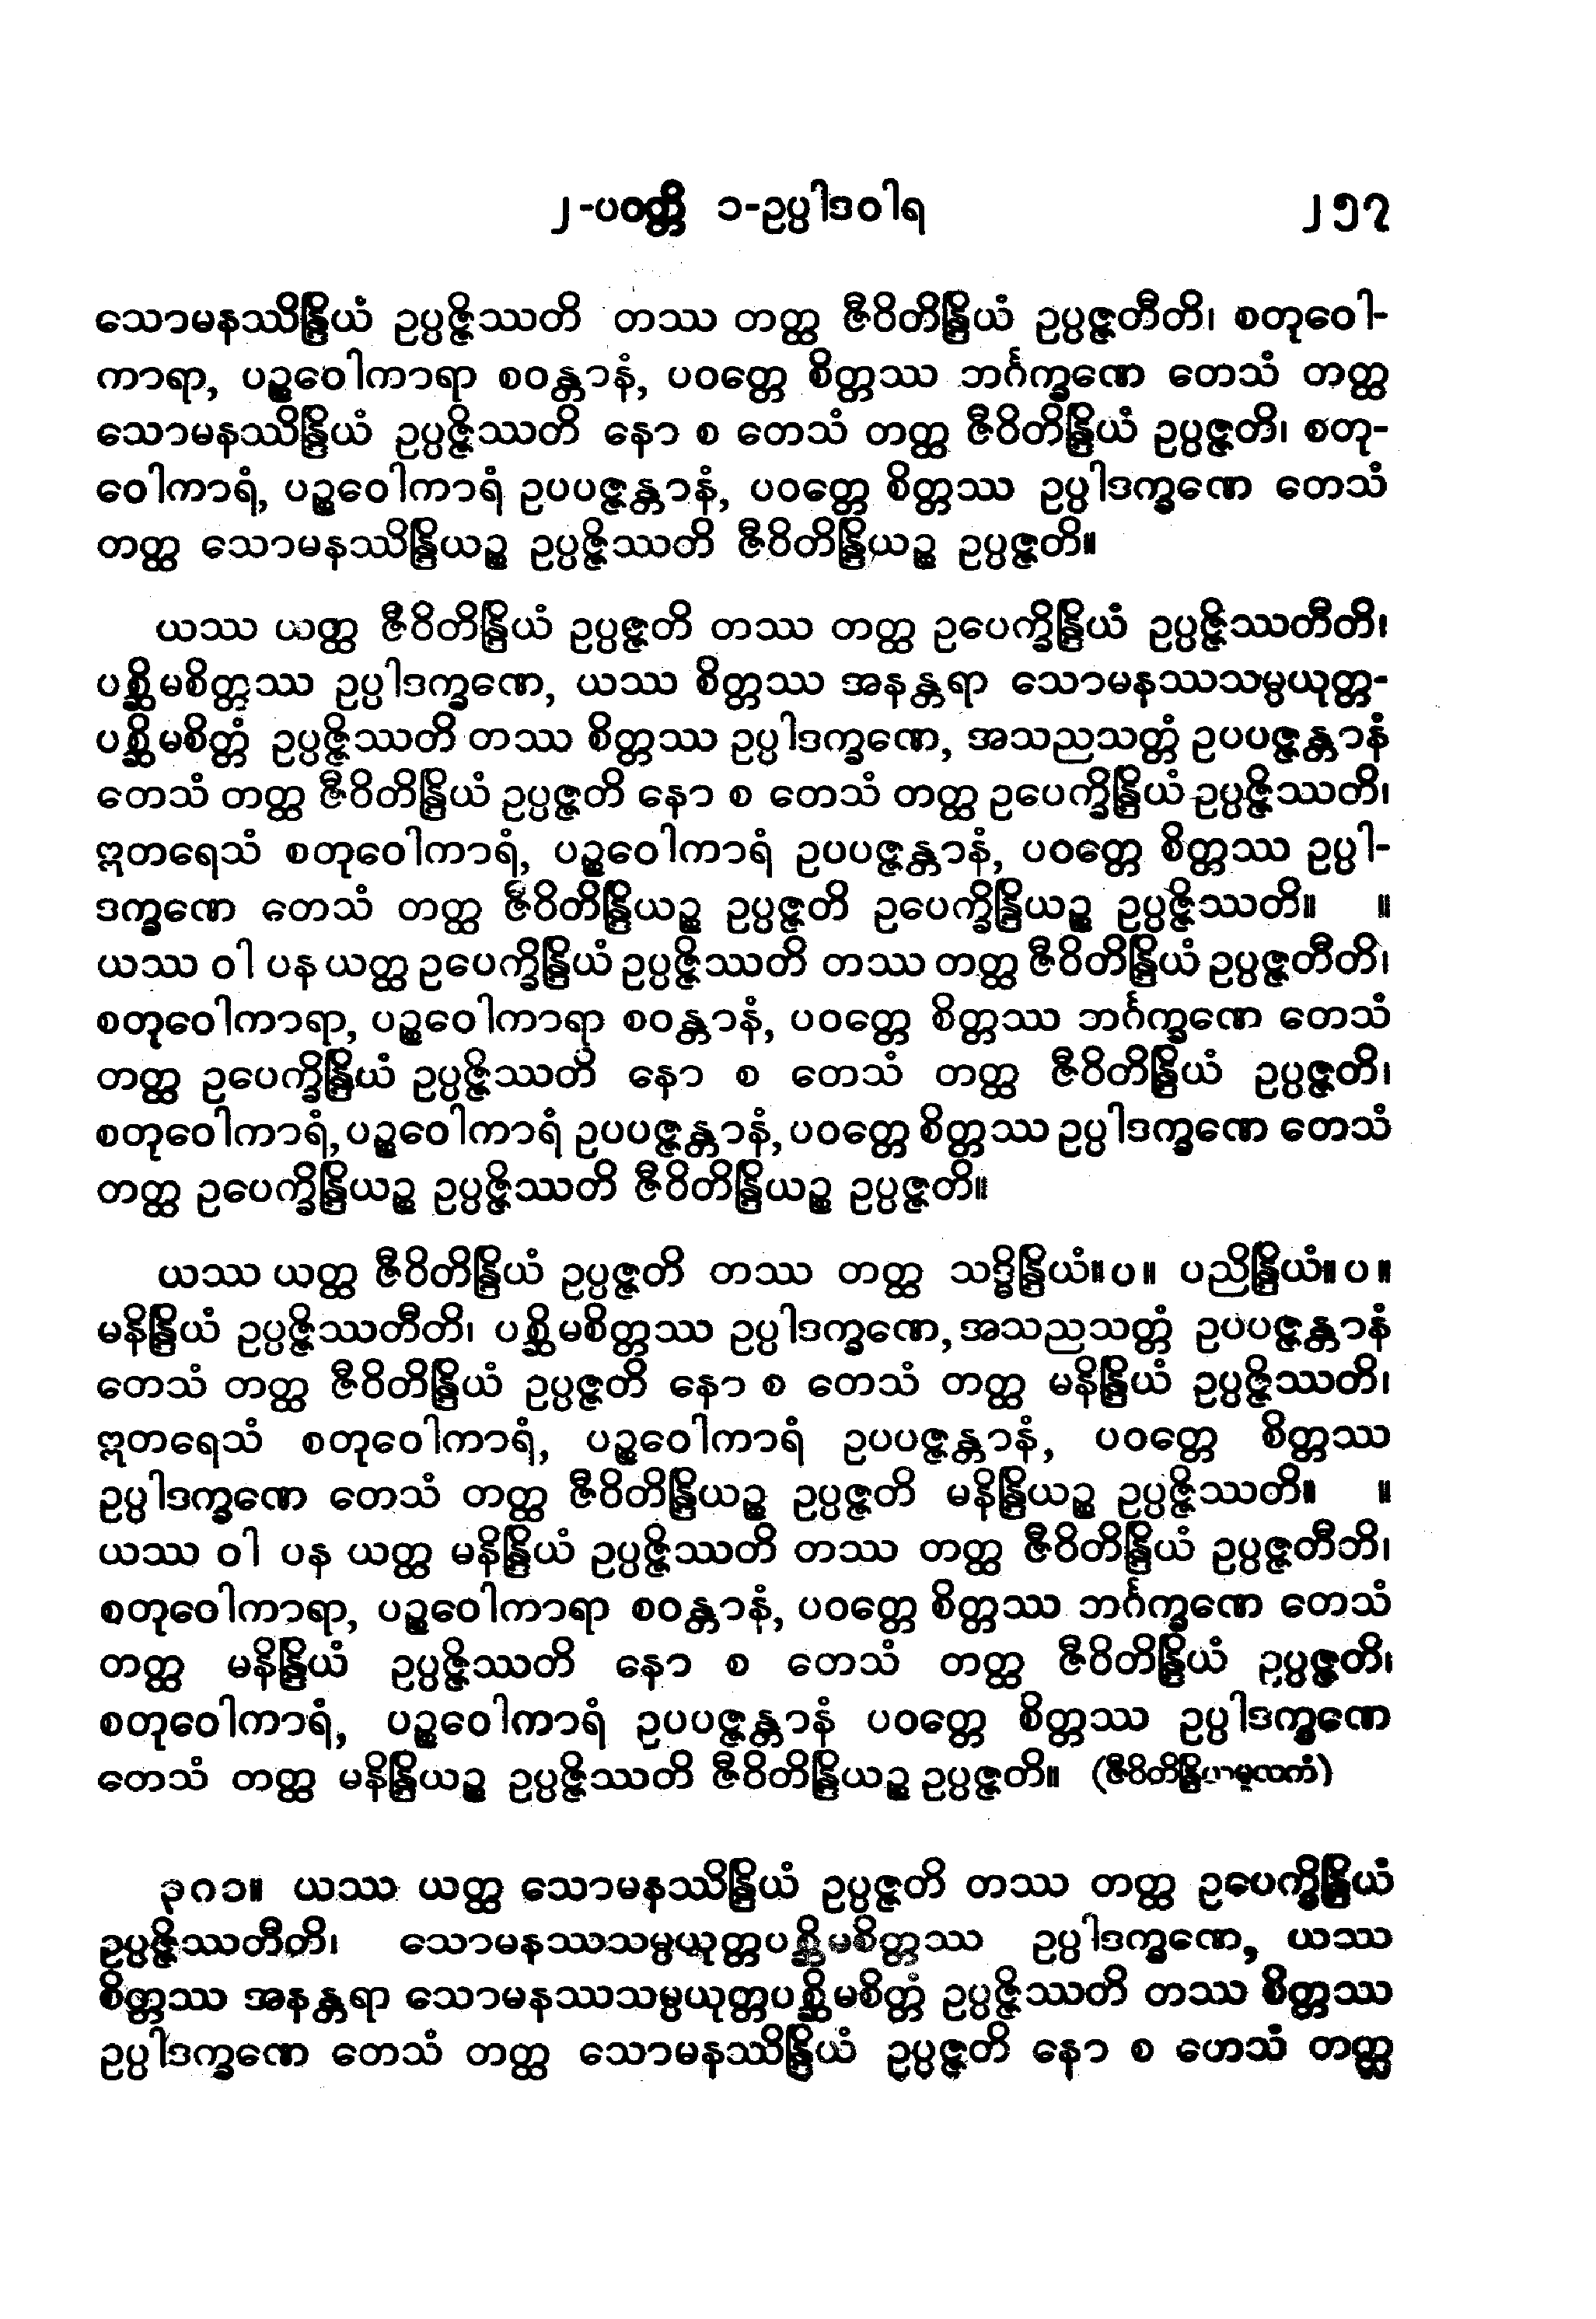 ၂-ပဝတ္တိ ၁-ဥပ္ပါဒဝါရ ၂၅၇
သောမနဿိန္ဒြိယံ ဥပ္ပဇ္ဇိဿတိ တဿ တတ္ထ ဇီဝိတိန္ဒြိယံ ဥပ္ပဇ္ဇတီတိ၊ စတုဝေါ-
ကာရာ, ပဉ္စဝေါကာရာ စဝန္တာနံ, ပဝတ္တေ စိတ္တဿ ဘင်္ဂက္ခဏေ တေသံ တတ္ထ
သောမနဿိန္ဒြိယံ ဥပ္ပဇ္ဇိဿတိ နော စ တေသံ တတ္ထ ဇီဝိတိန္ဒြိယံ ဥပ္ပဇ္ဇတိ၊ စတု-
ဝေါကာရံ, ပဉ္စဝေါကာရံ ဥပပဇ္ဇန္တာနံ, ပဝတ္တေ စိတ္တဿ ဥပ္ပါဒက္ခဏေ တေသံ
တတ္ထ သောမနဿိန္ဒြိယဉ္စ ဥပ္ပဇ္ဇိဿတိ ဇီဝိတိန္ဒြိယဉ္စ ဥပ္ပဇ္ဇတိ။
ယဿ ယတ္ထ ဇီဝိတိန္ဒြိယံ ဥပ္ပဇ္ဇတိ တဿ တတ္ထ ဥပေက္ခိန္ဒြိယံ ဥပ္ပဇ္ဇိဿတီတိ၊
ပစ္ဆိမစိတ္တဿ ဥပ္ပါဒက္ခဏေ, ယဿ စိတ္တဿ အနန္တရာ သောမနဿသမ္ပယုတ္တ-
ပစ္ဆိမစိတ္တံ ဥပ္ပဇ္ဇိဿတိ တဿ စိတ္တဿ ဥပ္ပါဒက္ခဏေ, အသညသတ္တံ ဥပပဇ္ဇန္တာနံ
တေသံ တတ္ထ ဇီဝိတိန္ဒြိယံ ဥပ္ပဇ္ဇတိ နော စ တေသံ တတ္ထ ဥပေက္ခိန္ဒြိယံ ဥပ္ပဇ္ဇိဿတိ၊
ဣတရေသံ စတုဝေါကာရံ, ပဉ္စဝေါကာရံ ဥပပဇ္ဇန္တာနံ, ပဝတ္တေ စိတ္တဿ ဥပ္ပါ-
ဒက္ခဏေ တေသံ တတ္ထ ဇီဝိတိန္ဒြိယဉ္စ ဥပ္ပဇ္ဇတိ ဥပေက္ခိန္ဒြိယဉ္စ ဥပ္ပဇ္ဇိဿတိ။ ။
ယဿ ဝါ ပန ယတ္ထ ဥပေက္ခိန္ဒြိယံ ဥပ္ပဇ္ဇိဿတိ တဿ တတ္ထ ဇီဝိတိန္ဒြိယံ ဥပ္ပဇ္ဇတီတိ၊
စတုဝေါကာရာ, ပဉ္စဝေါကာရာ စဝန္တာနံ, ပဝတ္တေ စိတ္တဿ ဘင်္ဂက္ခဏေ တေသံ
တတ္ထ ဥပေက္ခိန္ဒြိယံ ဥပ္ပဇ္ဇိဿတိ နော စ တေသံ တတ္ထ ဇီဝိတိန္ဒြိယံ ဥပ္ပဇ္ဇတိ၊
စတုဝေါကာရံ, ပဉ္စဝေါကာရံ ဥပပဇ္ဇန္တာနံ, ပဝတ္တေ စိတ္တဿ ဥပ္ပါဒက္ခဏေ တေသံ
တတ္ထ ဥပေက္ခိန္ဒြိယဉ္စ ဥပ္ပဇ္ဇိဿတိ ဇီဝိတိန္ဒြိယဉ္စ ဥပ္ပဇ္ဇတိ။
ယဿ ယတ္ထ ဇီဝိတိန္ဒြိယံ ဥပ္ပဇ္ဇတိ တဿ တတ္ထ သဒ္ဓိန္ဒြိယံ။ပ။ ပညိန္ဒြိယံ။ပ။
မနိန္ဒြိယံ ဥပ္ပဇ္ဇိဿတီတိ၊ ပစ္ဆိမစိတ္တဿ ဥပ္ပါဒက္ခဏေ, အသညသတ္တံ ဥပပဇ္ဇန္တာနံ
တေသံ တတ္ထ ဇီဝိတိန္ဒြိယံ ဥပ္ပဇ္ဇတိ နော စ တေသံ တတ္ထ မနိန္ဒြိယံ ဥပ္ပဇ္ဇိဿတိ၊
ဣတရေသံ စတုဝေါကာရံ, ပဉ္စဝေါကာရံ ဥပပဇ္ဇန္တာနံ, ပဝတ္တေ စိတ္တဿ
ဥပ္ပါဒက္ခဏေ တေသံ တတ္ထ ဇီဝိတိန္ဒြိယဉ္စ ဥပ္ပဇ္ဇတိ မနိန္ဒြိယဉ္စ ဥပ္ပဇ္ဇိဿတိ။ ။
ယဿ ဝါ ပန ယတ္ထ မနိန္ဒြိယံ ဥပ္ပဇ္ဇိဿတိ တဿ တတ္ထ ဇီဝိတိန္ဒြိယံ ဥပ္ပဇ္ဇတီဘိ၊
စတုဝေါကာရာ, ပဉ္စဝေါကာရာ စဝန္တာနံ, ပဝတ္တေ စိတ္တဿ ဘင်္ဂက္ခဏေ တေသံ
တတ္ထ မနိန္ဒြိယံ ဥပ္ပဇ္ဇိဿတိ နော စ တေသံ တတ္ထ ဇီဝိတိန္ဒြိယံ ဥပ္ပဇ္ဇတိ၊
စတုဝေါကာရံ, ပဉ္စဝေါကာရံ ဥပပဇ္ဇန္တာနံ ပဝတ္တေ စိတ္တဿ ဥပ္ပါဒက္ခဏေ
တေသံ တတ္ထ မနိန္ဒြိယဉ္စ ဥပ္ပဇ္ဇိဿတိ ဇီဝိတိန္ဒြိယဉ္စ ဥပ္ပဇ္ဇတိ။ (ဇီဝိတိန္ဒြိယမူလကံ)
၃၈၁။ ယဿ ယတ္ထ သောမနဿိန္ဒြိယံ ဥပ္ပဇ္ဇတိ တဿ တတ္ထ ဥပေက္ခိန္ဒြိယံ
ဥပ္ပဇ္ဇိဿတီတိ၊ သောမနဿသမ္ပယုတ္တပစ္ဆိမစိတ္တဿ ဥပ္ပါဒက္ခဏေ, ယဿ
စိတ္တဿ အနန္တရာ သောမနဿသမ္ပယုတ္တပစ္ဆိမစိတ္တံ ဥပ္ပဇ္ဇိဿတိ တဿ စိတ္တဿ
ဥပ္ပါဒက္ခဏေ တေသံ တတ္ထ သောမနဿိန္ဒြိယံ ဥပ္ပဇ္ဇတိ နော စ တေသံ တတ္ထ